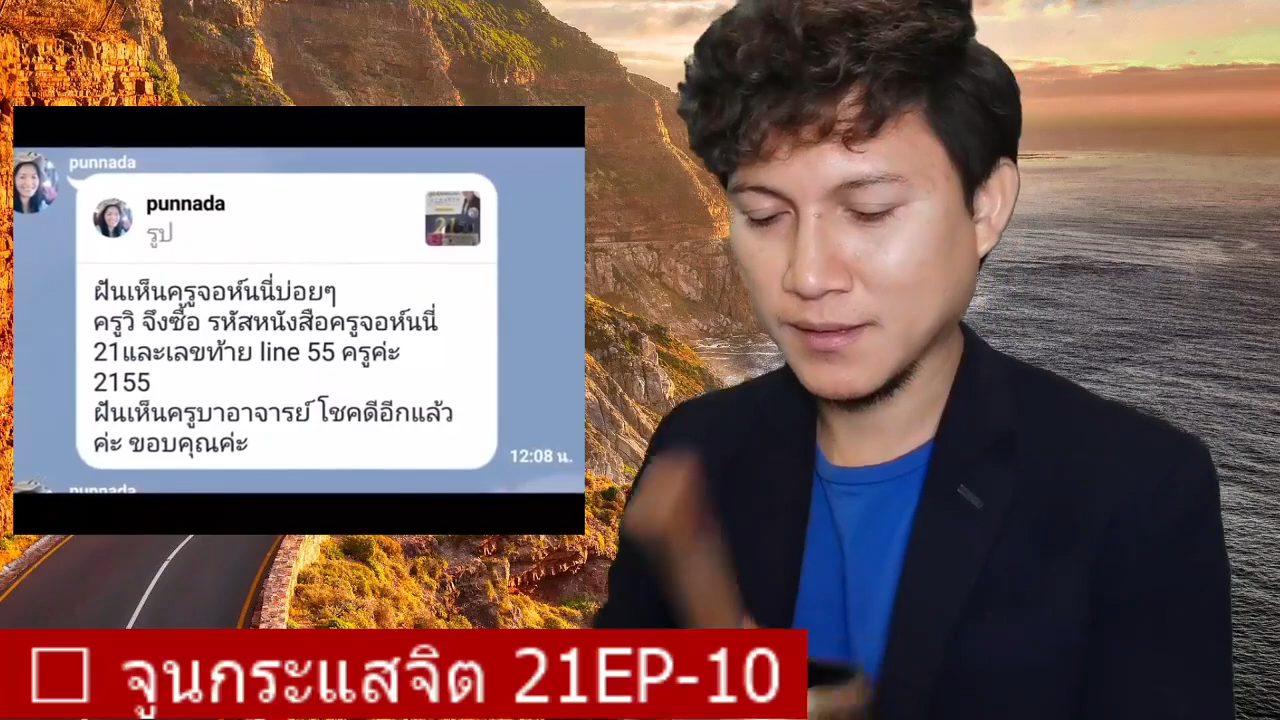 punnada
punnada
รูป
ฝันเห็นครูจอห์นนี่บ่อยๆ
ครูวิ จึงซื้อ รหัสหนังสือครูจอห์นนี่
21และเลขท้าย line 55 ครูค่ะ
2155
ฝันเห็นครูบาอาจารย์ โชคดีอีกแล้ว
ค่ะ ขอบคุณค่ะ
12:08 น.
punnada
จูนกระแสจิต 21EP-10